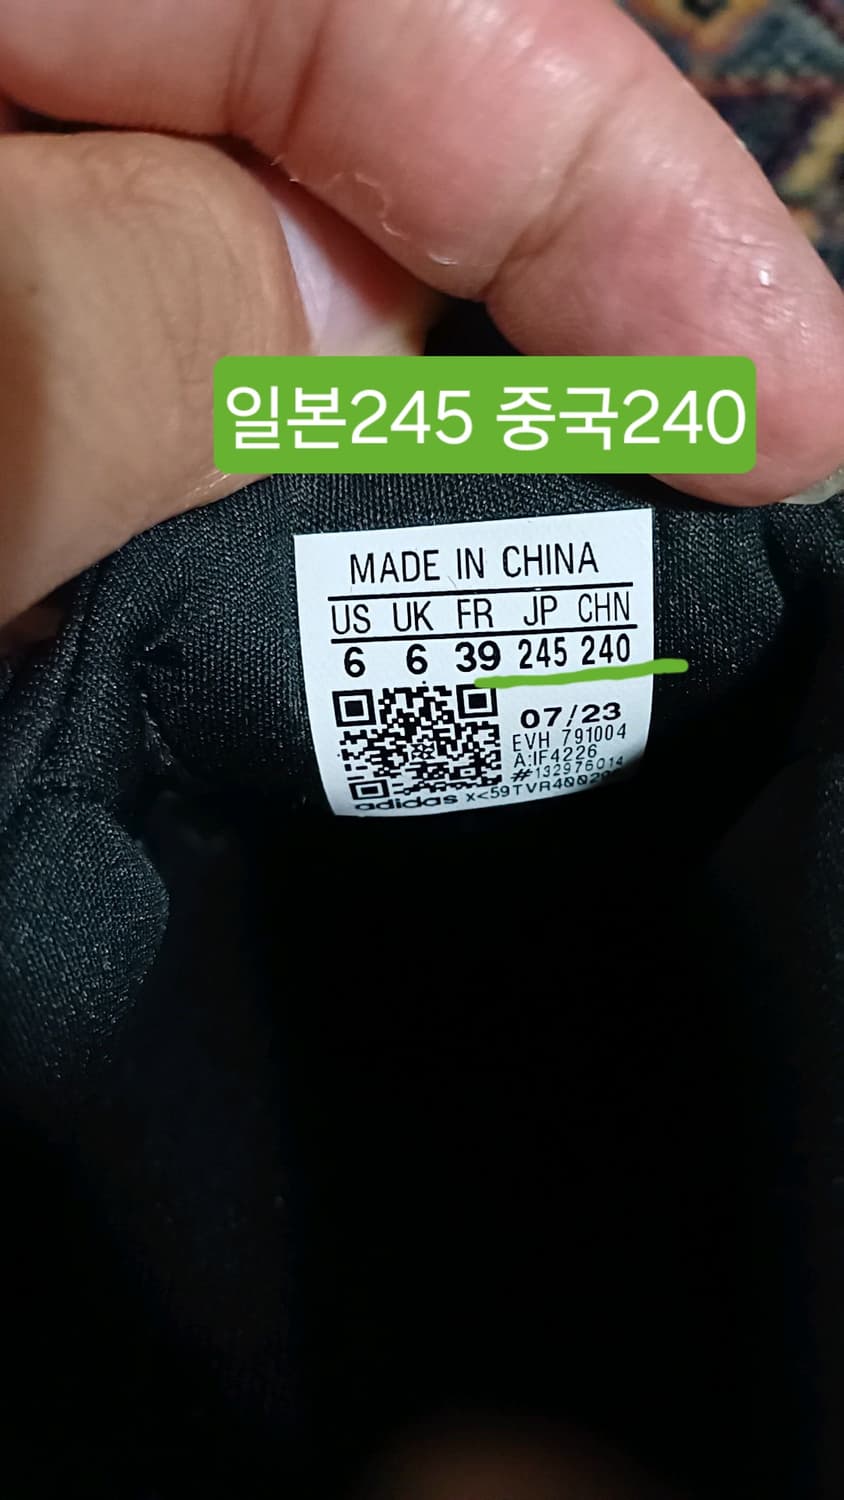 일본245 중국240
MADE IN CHINA
US UK FR JP CHN
6 6 39 245 240
07/23
EVH 791004
A:IF4226
#132976014
adidas